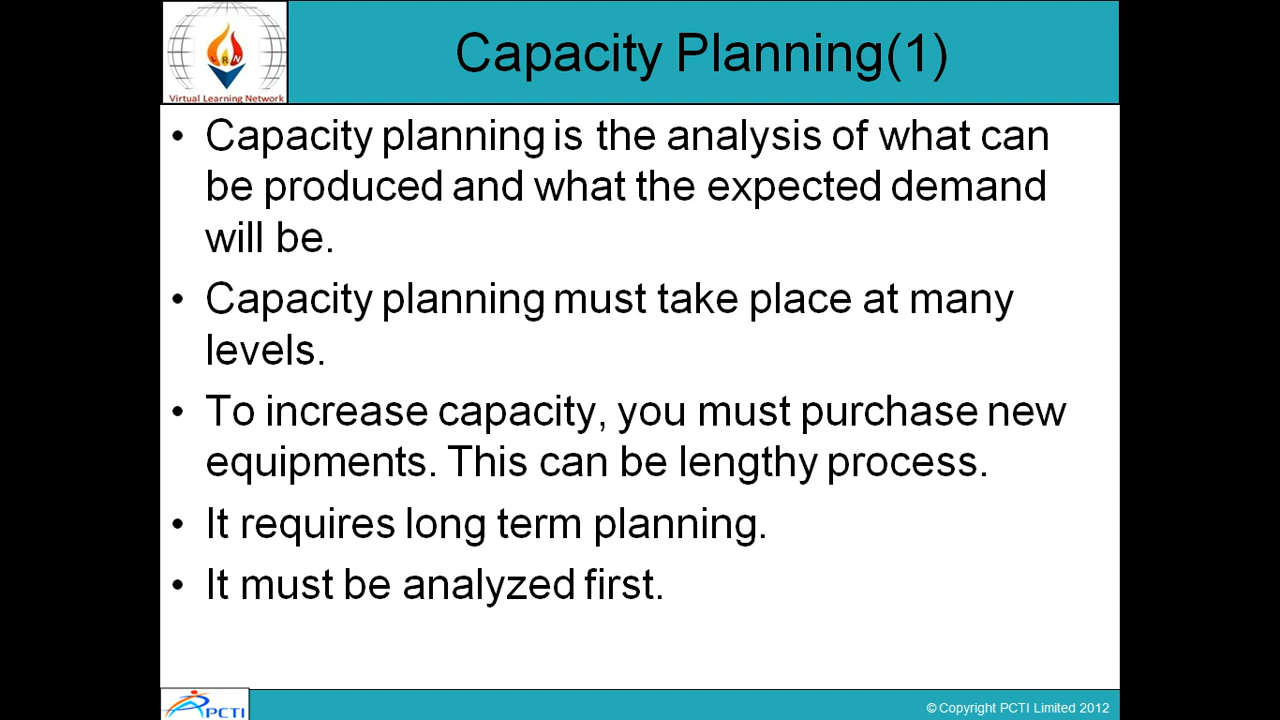 Capacity Planning(1)
LRN
Virtual Learning Network
• Capacity planning is the analysis of what can
be produced and what the expected demand
will be.
• Capacity planning must take place at many
levels.
• To increase capacity, you must purchase new
equipments. This can be lengthy process.
• It requires long term planning.
• It must be analyzed first.
PCTI
© Copyright PCTI Limited 2012